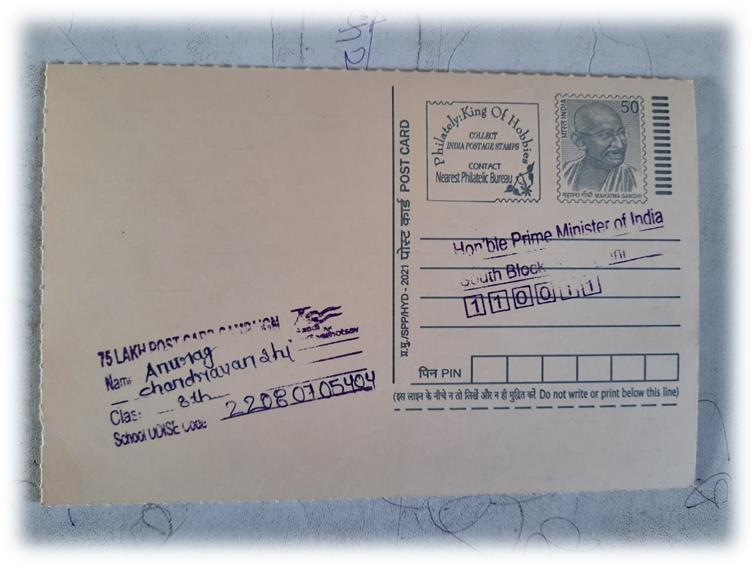 Philately: King Of Hobbies
COLLECT
INDIA POSTAGE STAMPS
CONTACT
Nearest Philatelic Bureau
50
भारत INDIA
महात्मा गाँधी MAHATMA GANDHI
प्र.मु./ISPP/HYD - 2021 पोस्ट कार्ड POST CARD
Hon'ble Prime Minister of India
South Block
110011
पिन PIN
(इस लाइन के नीचे न तो लिखें और न ही मुद्रित करें Do not write or print below this line)
75 LAKH POST CARD CAMPAIGN
Name Anurag
chandrayanshi
Class 8th
School UDISE Code 22080705404